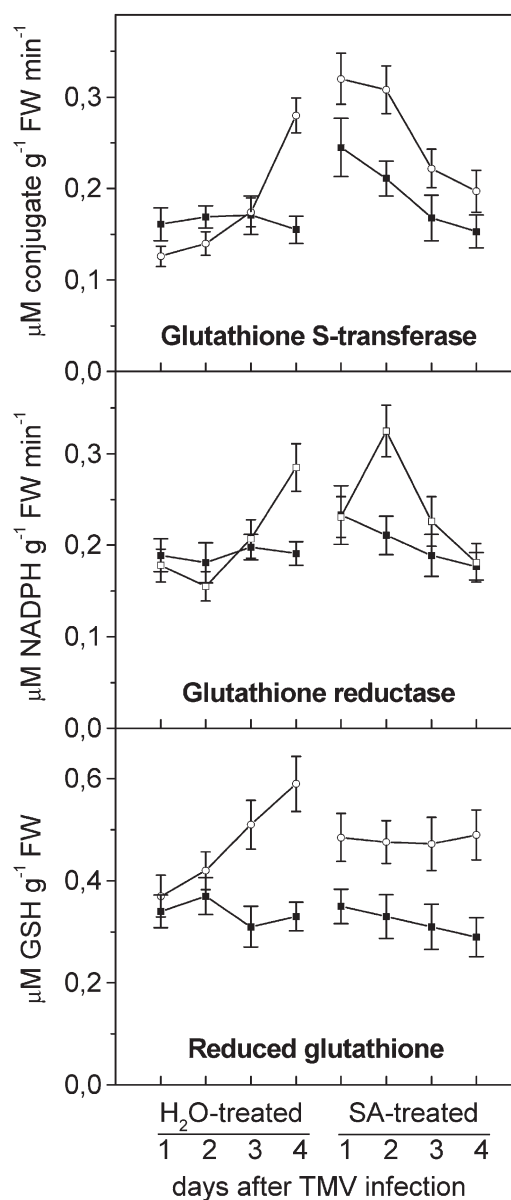 μM conjugate g⁻¹ FW min⁻¹
0,3
0,2
0,1
0,0
Glutathione S-transferase
μM NADPH g⁻¹ FW min⁻¹
0,3
0,2
0,1
0,0
Glutathione reductase
μM GSH g⁻¹ FW
0,6
0,4
0,2
0,0
Reduced glutathione
H₂O-treated SA-treated
1 2 3 4 1 2 3 4
days after TMV infection